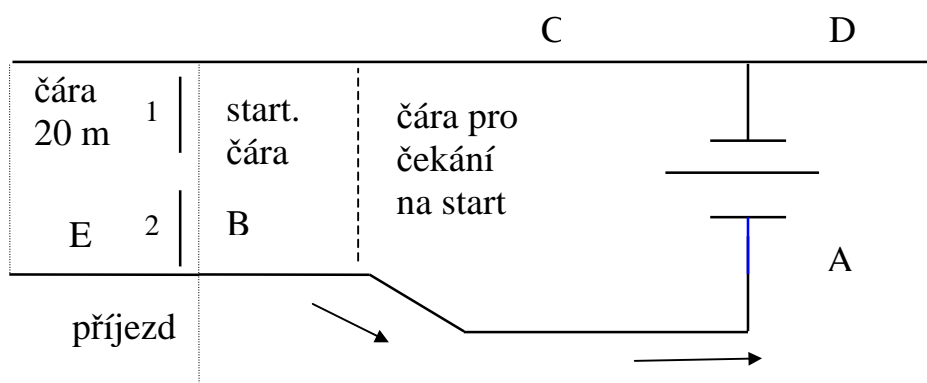 C
D
čára
20 m
1
start.
čára
čára pro
čekání
na start
E
2
B
A
příjezd